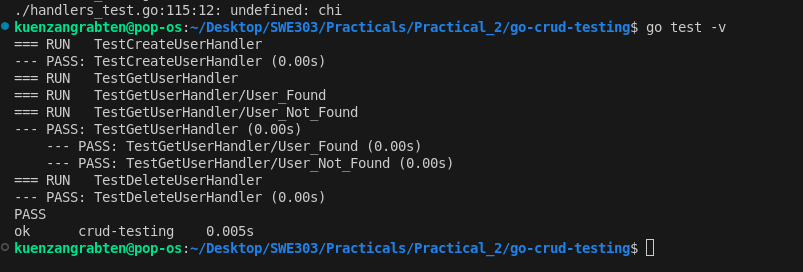 ./handlers_test.go:115:12: undefined: chi
kuenzangrabten@pop-os:~/Desktop/SWE303/Practicals/Practical_2/go-crud-testing$ go test -v
=== RUN   TestCreateUserHandler
--- PASS: TestCreateUserHandler (0.00s)
=== RUN   TestGetUserHandler
=== RUN   TestGetUserHandler/User_Found
=== RUN   TestGetUserHandler/User_Not_Found
--- PASS: TestGetUserHandler (0.00s)
    --- PASS: TestGetUserHandler/User_Found (0.00s)
    --- PASS: TestGetUserHandler/User_Not_Found (0.00s)
=== RUN   TestDeleteUserHandler
--- PASS: TestDeleteUserHandler (0.00s)
PASS
ok      crud-testing    0.005s
kuenzangrabten@pop-os:~/Desktop/SWE303/Practicals/Practical_2/go-crud-testing$